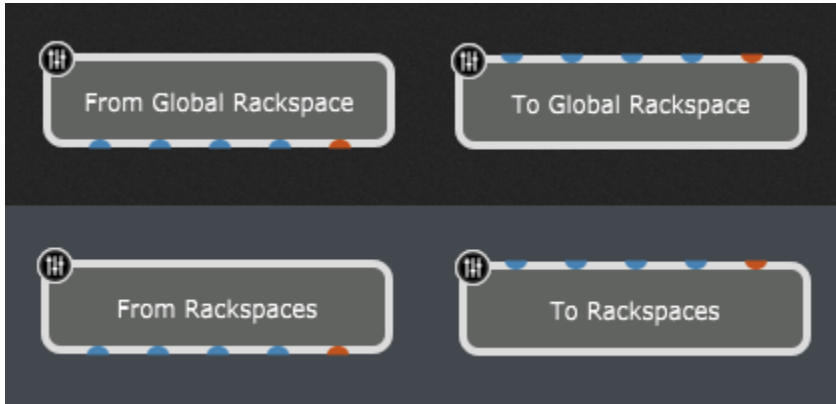 From Global Rackspace
To Global Rackspace
From Rackspaces
To Rackspaces